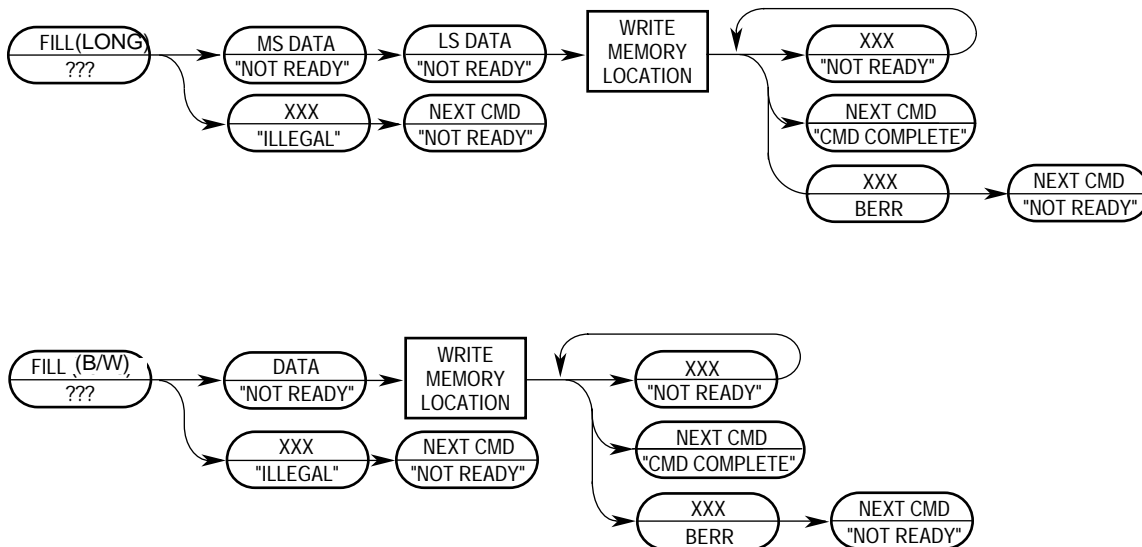 FILL(LONG)
???
MS DATA
"NOT READY"
LS DATA
"NOT READY"
WRITE
MEMORY
LOCATION
XXX
"NOT READY"
XXX
"ILLEGAL"
NEXT CMD
"NOT READY"
NEXT CMD
"CMD COMPLETE"
XXX
BERR
NEXT CMD
"NOT READY"
FILL (B/W)
???
DATA
"NOT READY"
WRITE
MEMORY
LOCATION
XXX
"NOT READY"
XXX
"ILLEGAL"
NEXT CMD
"NOT READY"
NEXT CMD
"CMD COMPLETE"
XXX
BERR
NEXT CMD
"NOT READY"